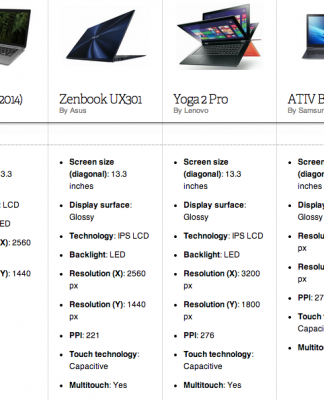 2014)
Zenbook UX301
By Asus
Yoga 2 Pro
By Lenovo
ATIV B
By Samsu
3.3
LCD
ED
(X): 2560
(Y): 1440
Screen size
(diagonal): 13.3
inches
Display surface:
Glossy
Technology: IPS LCD
Backlight: LED
Resolution (X): 2560
px
Resolution (Y): 1440
px
PPI: 221
Touch technology:
Capacitive
Multitouch: Yes
Screen size
(diagonal): 13.3
inches
Display surface:
Glossy
Technology: IPS LCD
Backlight: LED
Resolution (X): 3200
px
Resolution (Y): 1800
px
PPI: 276
Touch technology:
Capacitive
Multitouch: Yes
Screen
(diagon
inches
Display
Glossy
Resolu
px
Resolu
px
PPI: 27
Touch
Capaci
Multito